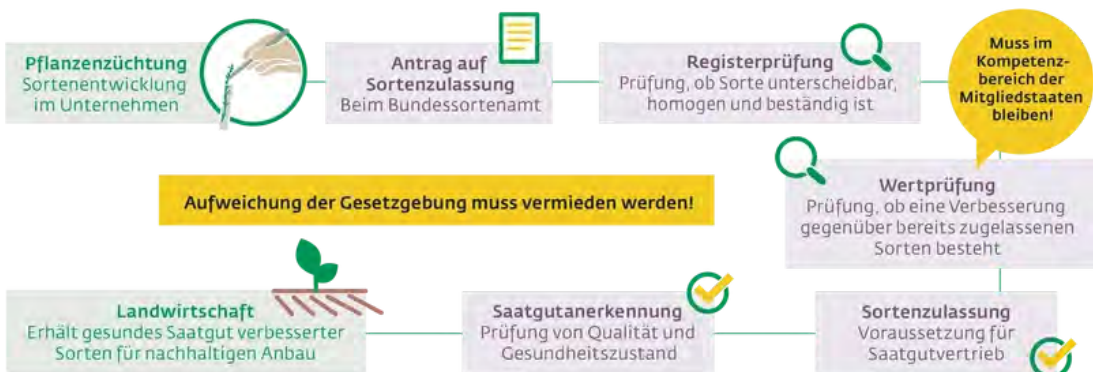 Pflanzenzüchtung
Sortenentwicklung
im Unternehmen
Antrag auf
Sortenzulassung
Beim Bundessortenamt
Registerprüfung
Prüfung, ob Sorte unterscheidbar,
homogen und beständig ist
Muss im
Kompetenz-
bereich der
Mitgliedstaaten
bleiben!
Wertprüfung
Prüfung, ob eine Verbesserung
gegenüber bereits zugelassenen
Sorten besteht
Aufweichung der Gesetzgebung muss vermieden werden!
Sortenzulassung
Voraussetzung für
Saatgutvertrieb
Saatgutanerkennung
Prüfung von Qualität und
Gesundheitszustand
Landwirtschaft
Erhält gesundes Saatgut verbesserter
Sorten für nachhaltigen Anbau